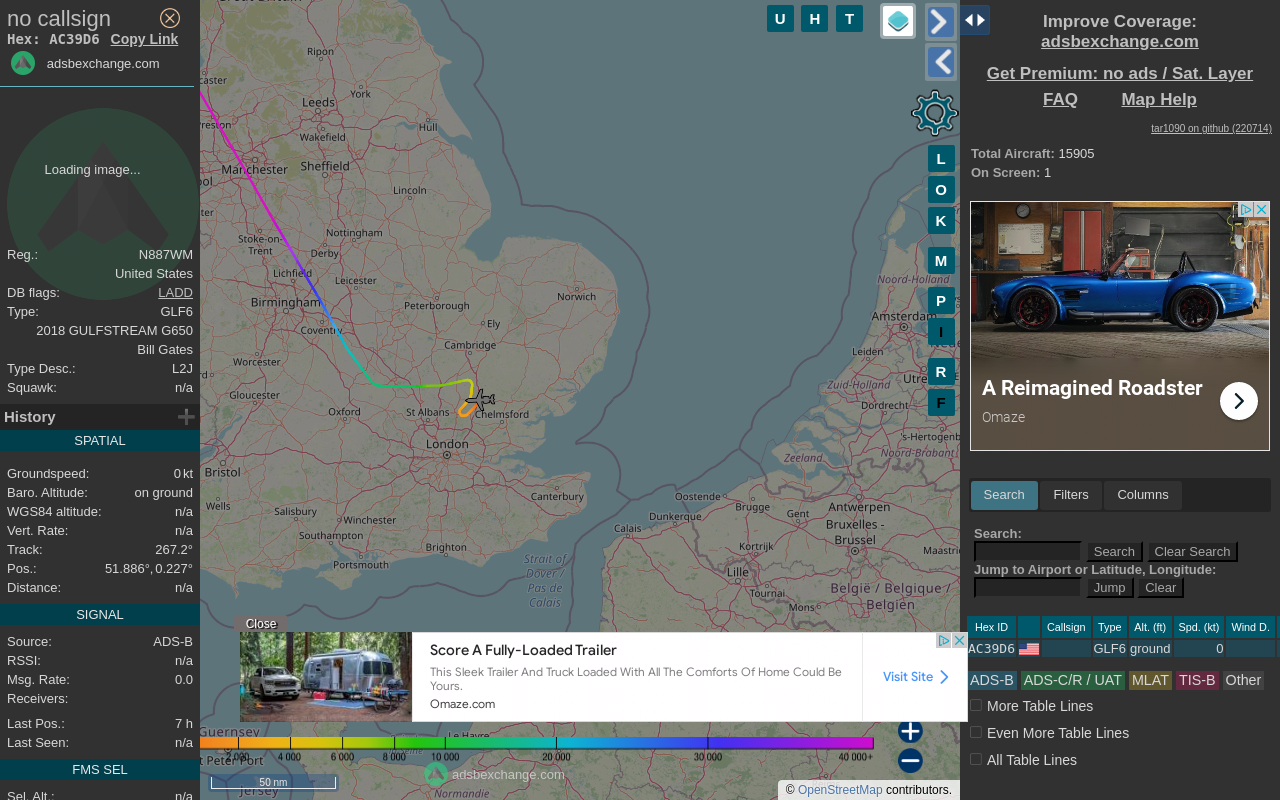 no callsign
Hex: AC39D6 Copy Link
adsbexchange.com
Loading image...
Reg.: N887WM
United States
DB flags: LADD
Type: GLF6
2018 GULFSTREAM G650
Bill Gates
Type Desc.: L2J
Squawk: n/a
History
SPATIAL
Groundspeed: 0 kt
Baro. Altitude: on ground
WGS84 altitude: n/a
Vert. Rate: n/a
Track: 267.2°
Pos.: 51.886°, 0.227°
Distance: n/a
SIGNAL
Source: ADS-B
RSSI: n/a
Msg. Rate: 0.0
Receivers:
Last Pos.: 7 h
Last Seen: n/a
FMS SEL
Sel. Alt.: n/a
U H T
L
O
K
M
P
I
R
F
Ripon
Leeds
York
Preston
Wakefield
Hull
Manchester
Sheffield
Lincoln
Stoke-on-
Trent
Nottingham
Derby
Lichfield
Leicester
Norwich
Birmingham
Peterborough
Ely
Cambridge
Worcester
Gloucester
Oxford
St Albans
Chelmsford
London
Bristol
Wells
Salisbury
Winchester
Canterbury
Southampton
Brighton
Portsmouth
Strait of
Dover /
Pas de
Calais
Noord-Holland
Amsterdam
Leiden
Zuid-Holland
Dordrecht
's-Hertogenb
Noord-Brabant
Zeeland
Oostende
Brugge
Antwerpen
Dunkerque
Gent
Calais
Bruxelles -
Brussel
Kortrijk
Maastri
Lille
Tournai
België / Belgique /
Belgien
Mons
Guernsey
Le Havre
t Peter Port
Jersey
Normandie
Close
Score A Fully-Loaded Trailer
This Sleek Trailer And Truck Loaded With All The Comforts Of Home Could Be
Yours.
Omaze.com
Visit Site
2 000 4 000 6 000 8 000 10 000 20 000 30 000 40 000+
adsbexchange.com
50 nm
© OpenStreetMap contributors.
Improve Coverage:
adsbexchange.com
Get Premium: no ads / Sat. Layer
FAQ Map Help
tar1090 on github (220714)
Total Aircraft: 15905
On Screen: 1
A Reimagined Roadster
Omaze
Search Filters Columns
Search:
Search Clear Search
Jump to Airport or Latitude, Longitude:
Jump Clear
Hex ID Callsign Type Alt. (ft) Spd. (kt) Wind D.
AC39D6 GLF6 ground 0
ADS-B ADS-C/R / UAT MLAT TIS-B Other
More Table Lines
Even More Table Lines
All Table Lines